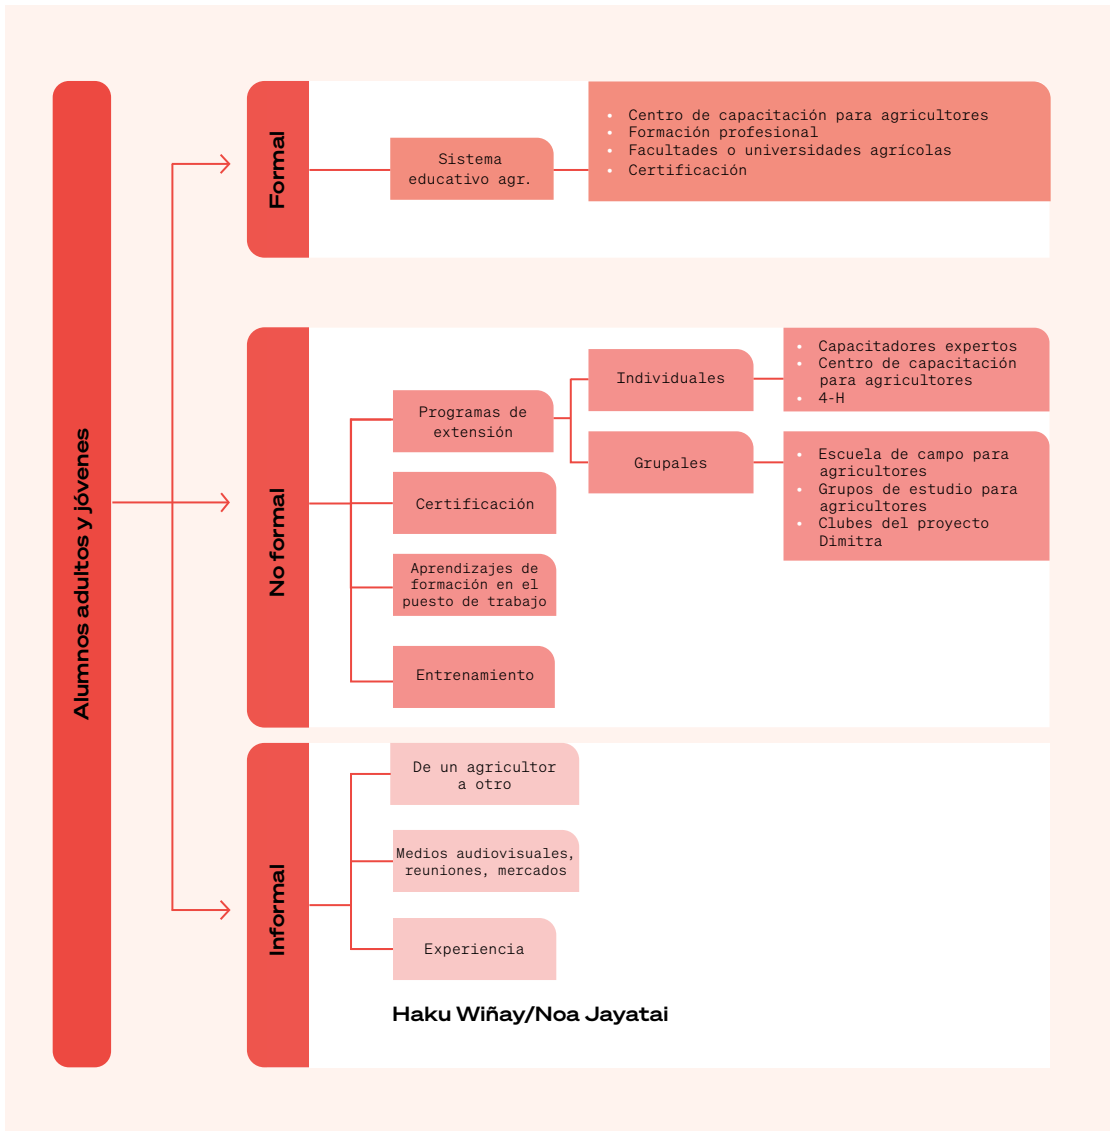 Alumnos adultos y jóvenes
Formal
Sistema
educativo agr.
• Centro de capacitación para agricultores
• Formación profesional
• Facultades o universidades agrícolas
• Certificación
No formal
Programas de
extensión
Individuales
• Capacitadores expertos
• Centro de capacitación
para agricultores
• 4-H
Grupales
• Escuela de campo para
agricultores
• Grupos de estudio para
agricultores
• Clubes del proyecto
Dimitra
Certificación
Aprendizajes de
formación en el
puesto de trabajo
Entrenamiento
Informal
De un agricultor
a otro
Medios audiovisuales,
reuniones, mercados
Experiencia
Haku Wiñay/Noa Jayatai